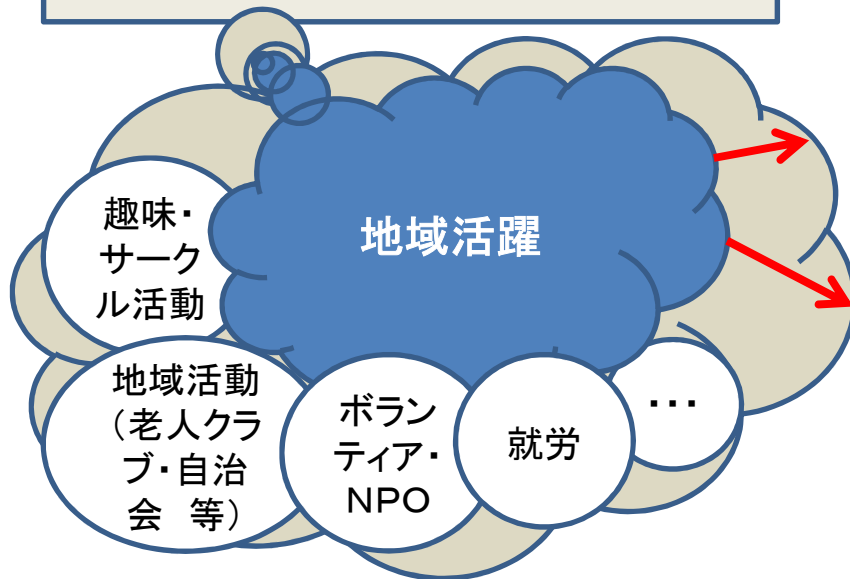 地域活躍
趣味・
サーク
ル活動
地域活動
（老人クラ
ブ・自治
会　等）
ボラン
ティア・
NPO
就労
・・・